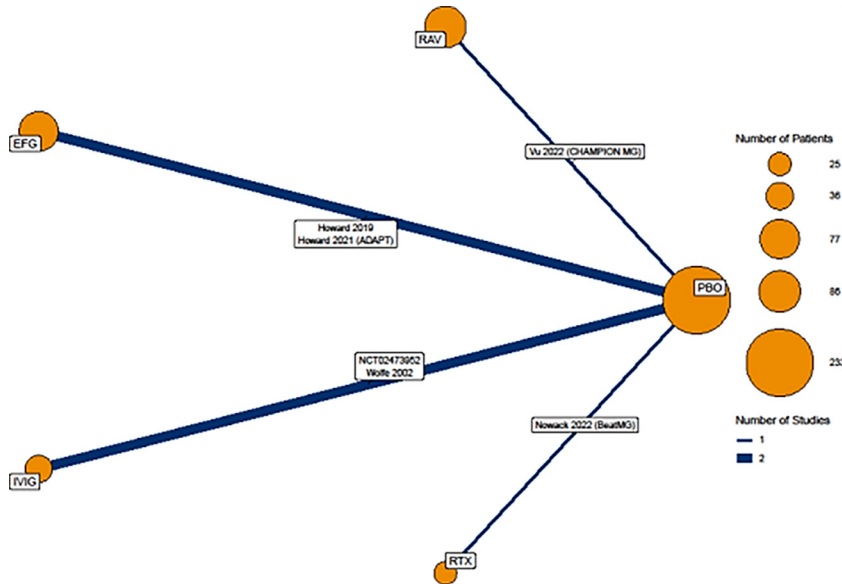 RAV
EFG
Vu 2022 (CHAMPION MG)
Howard 2019
Howard 2021 (ADAPT)
PBO
NCT02473952
Wolfe 2002
Nowack 2022 (BeatMG)
IVIG
RTX
Number of Patients
25
36
77
86
233
Number of Studies
1
2